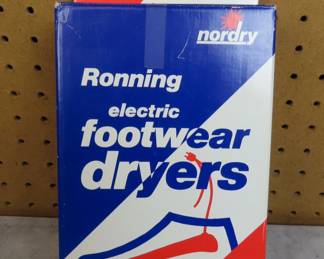 nordry
Ronning
electric
footwear
dryers